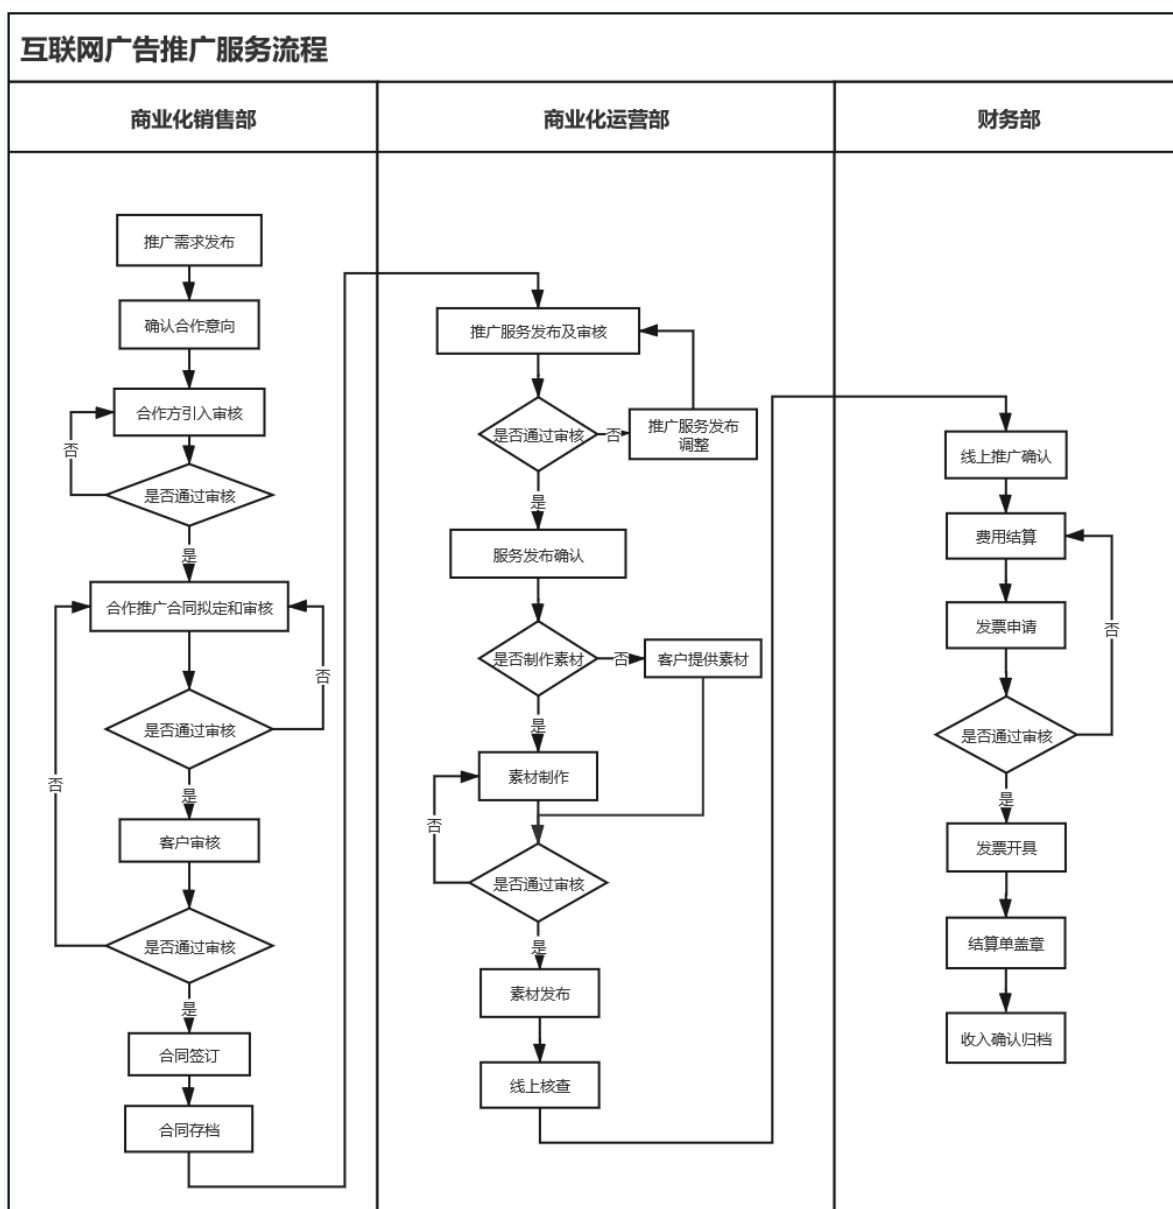 互联网广告推广服务流程
商业化销售部
商业化运营部
财务部
推广需求发布
确认合作意向
合作方引入审核
否
是否通过审核
是
合作推广合同拟定和审核
否
是否通过审核
否
是
客户审核
是否通过审核
是
合同签订
合同存档
推广服务发布及审核
是否通过审核
否
推广服务发布
调整
是
服务发布确认
是否制作素材
否
客户提供素材
是
素材制作
否
是否通过审核
是
素材发布
线上核查
线上推广确认
费用结算
发票申请
否
是否通过审核
是
发票开具
结算单盖章
收入确认归档